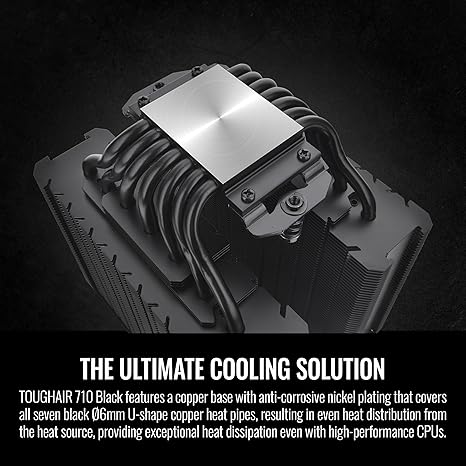 THE ULTIMATE COOLING SOLUTION
TOUGHAIR 710 Black features a copper base with anti-corrosive nickel plating that covers
all seven black Ø6mm U-shape copper heat pipes, resulting in even heat distribution from
the heat source, providing exceptional heat dissipation even with high-performance CPUs.